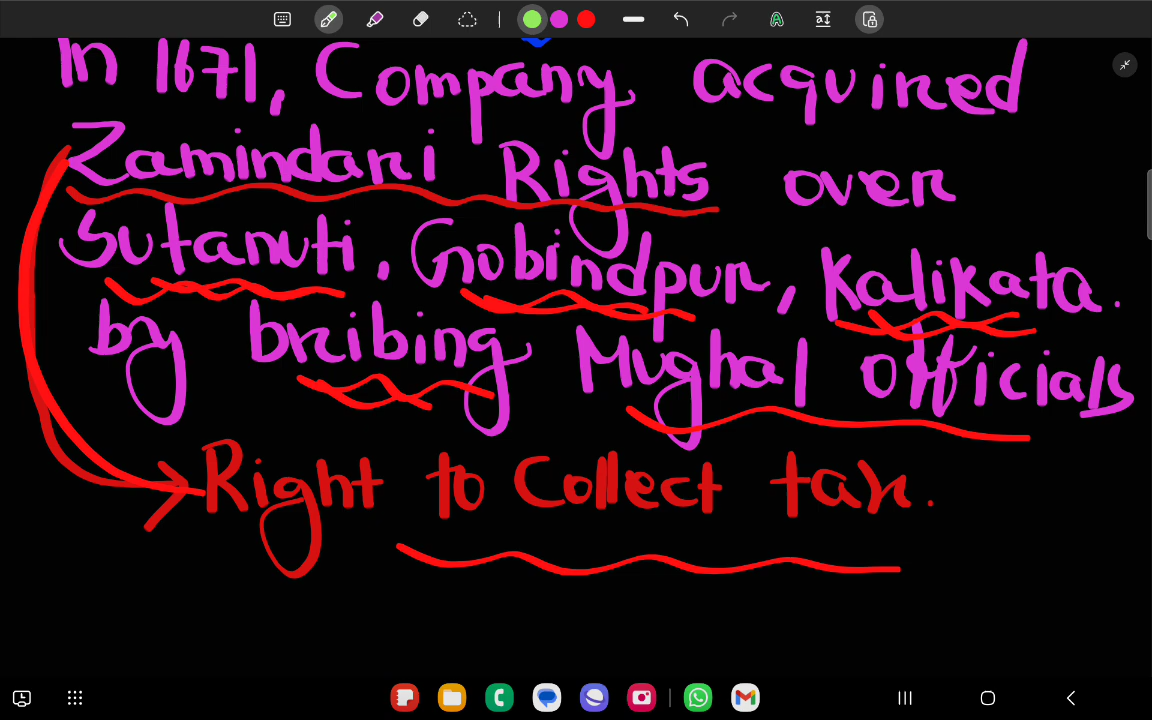 In 1671, Company acquired
Zamindari Rights over
Sutanuti, Gobindpur, Kalikata.
by bribing Mughal officials
Right to Collect tax.